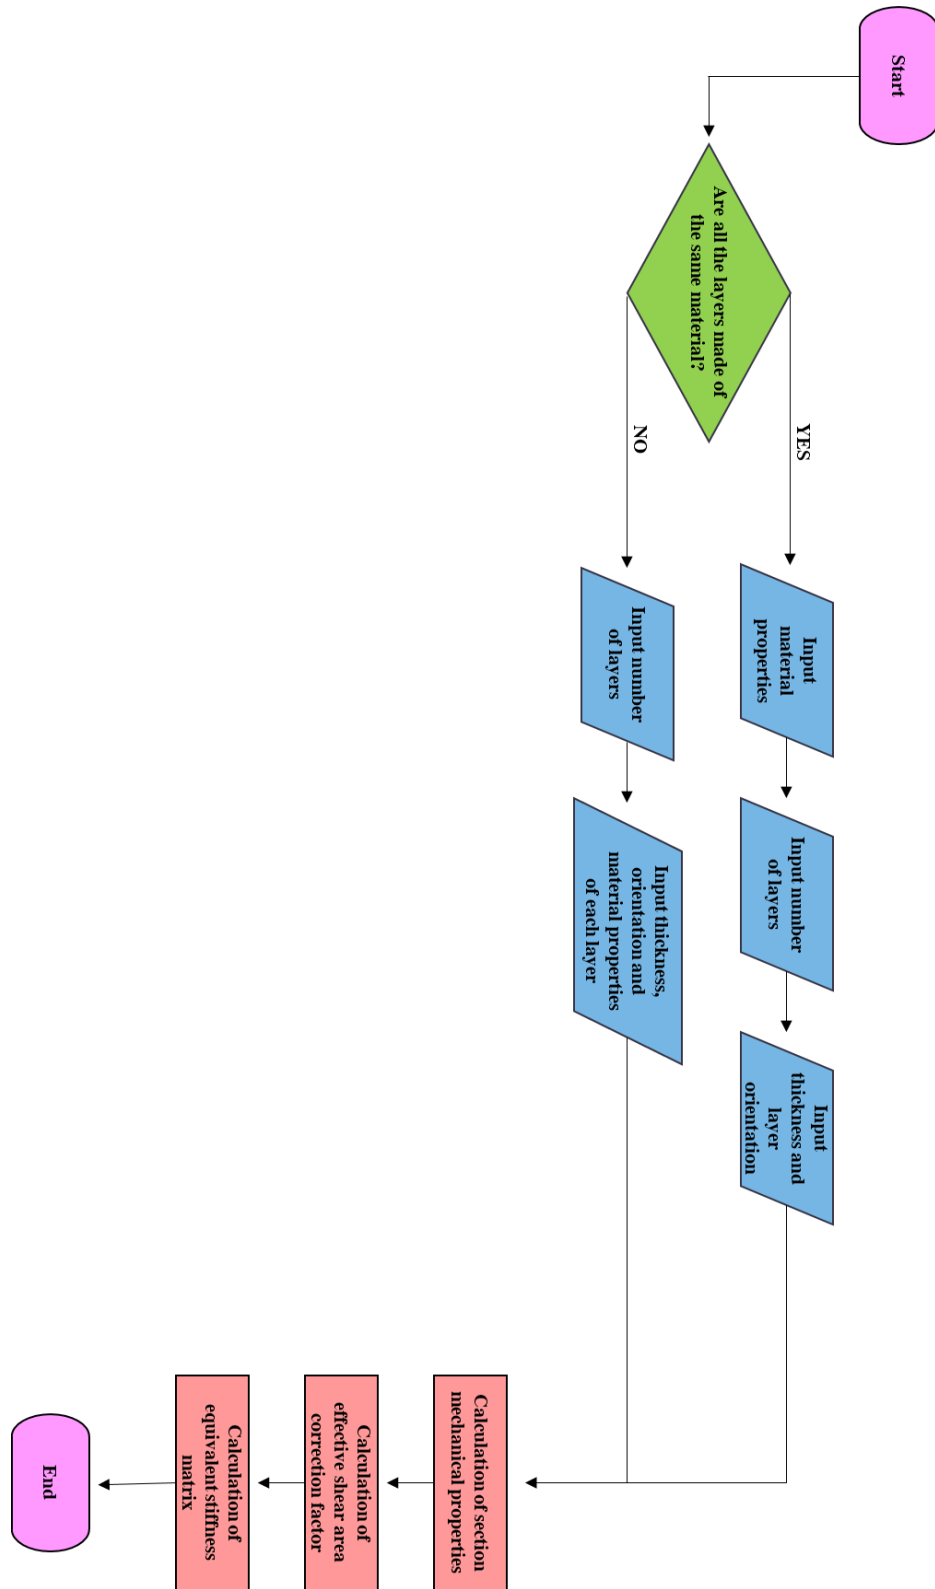 Start
Are all the layers made of
the same material?
YES
NO
Input
material
properties
Input number
of layers
Input
thickness and
layer
orientation
Input number
of layers
Input thickness,
orientation and
material properties
of each layer
Calculation of section
mechanical properties
Calculation of
effective shear area
correction factor
Calculation of
equivalent stiffness
matrix
End